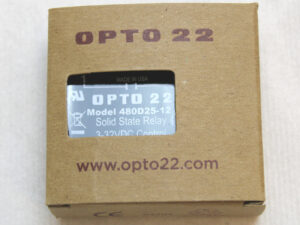 OPTO 22
MADE IN USA
OPTO 22
Model 480D25-12
Solid State Relay
3-32VDC Control
www.opto22.com